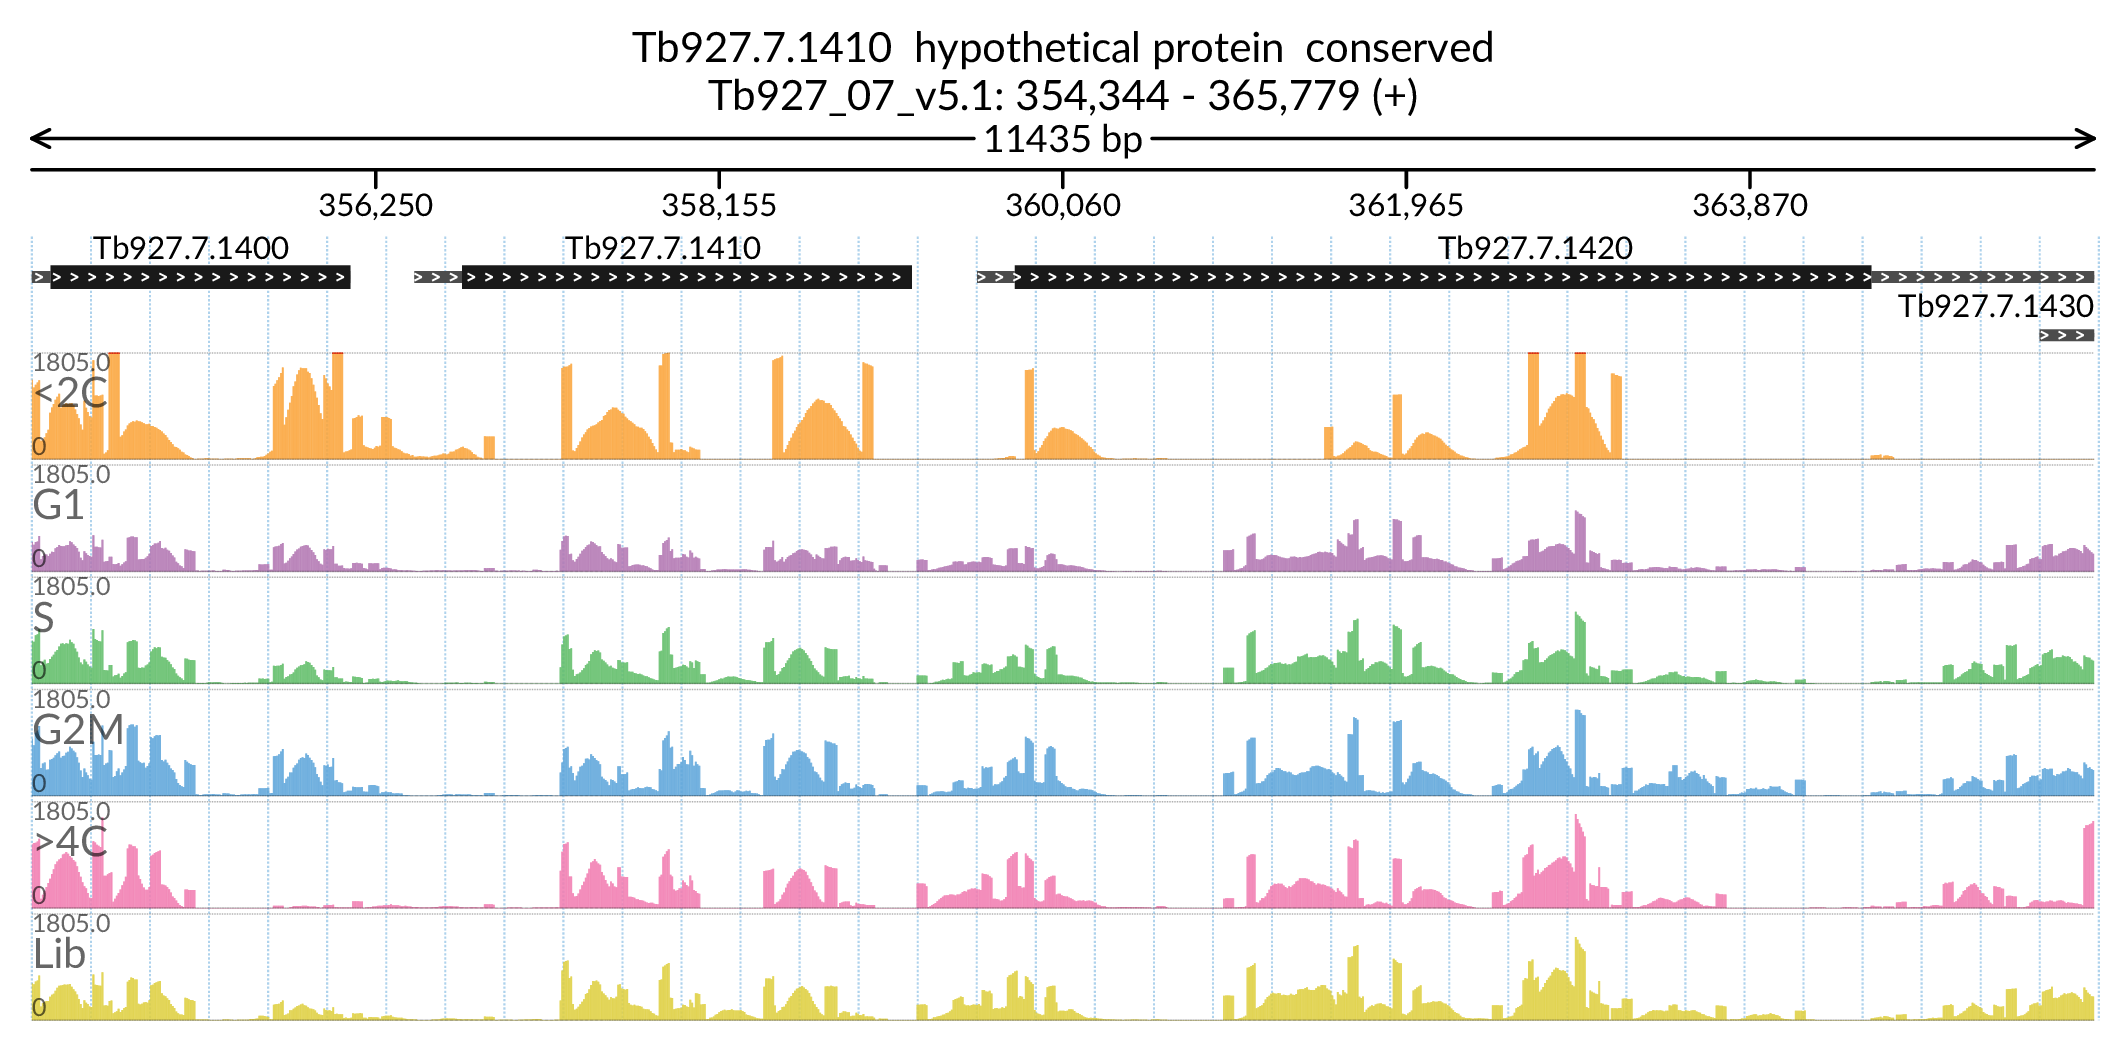 Tb927.7.1410  hypothetical protein  conserved
Tb927_07_v5.1: 354,344 - 365,779 (+)
11435 bp
356,250 358,155 360,060 361,965 363,870
Tb927.7.1400 Tb927.7.1410 Tb927.7.1420
Tb927.7.1430
1805.0
<2C
0
1805.0
G1
0
1805.0
S
0
1805.0
G2M
0
1805.0
>4C
0
1805.0
Lib
0